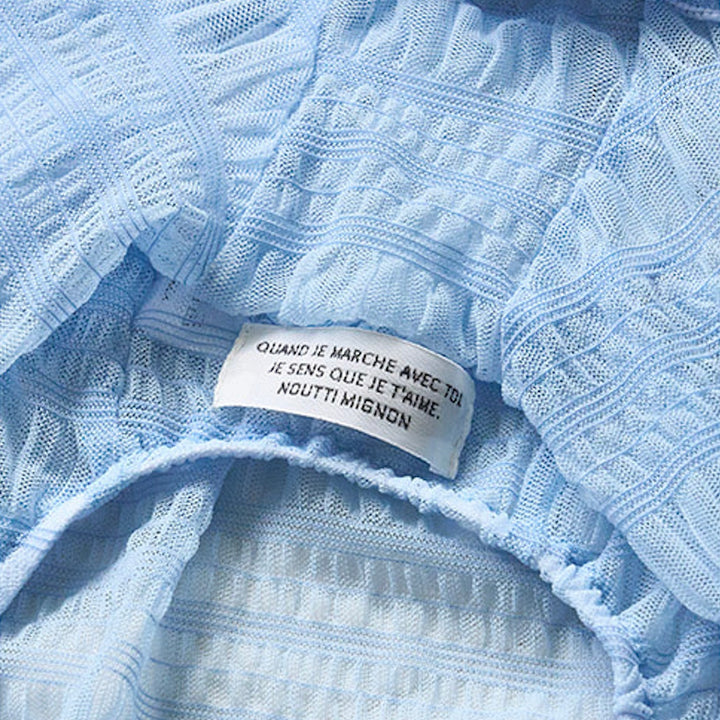 QUAND JE MARCHE AVEC TOI,
JE SENS QUE JE T'AIME.
NOUTTI MIGNON